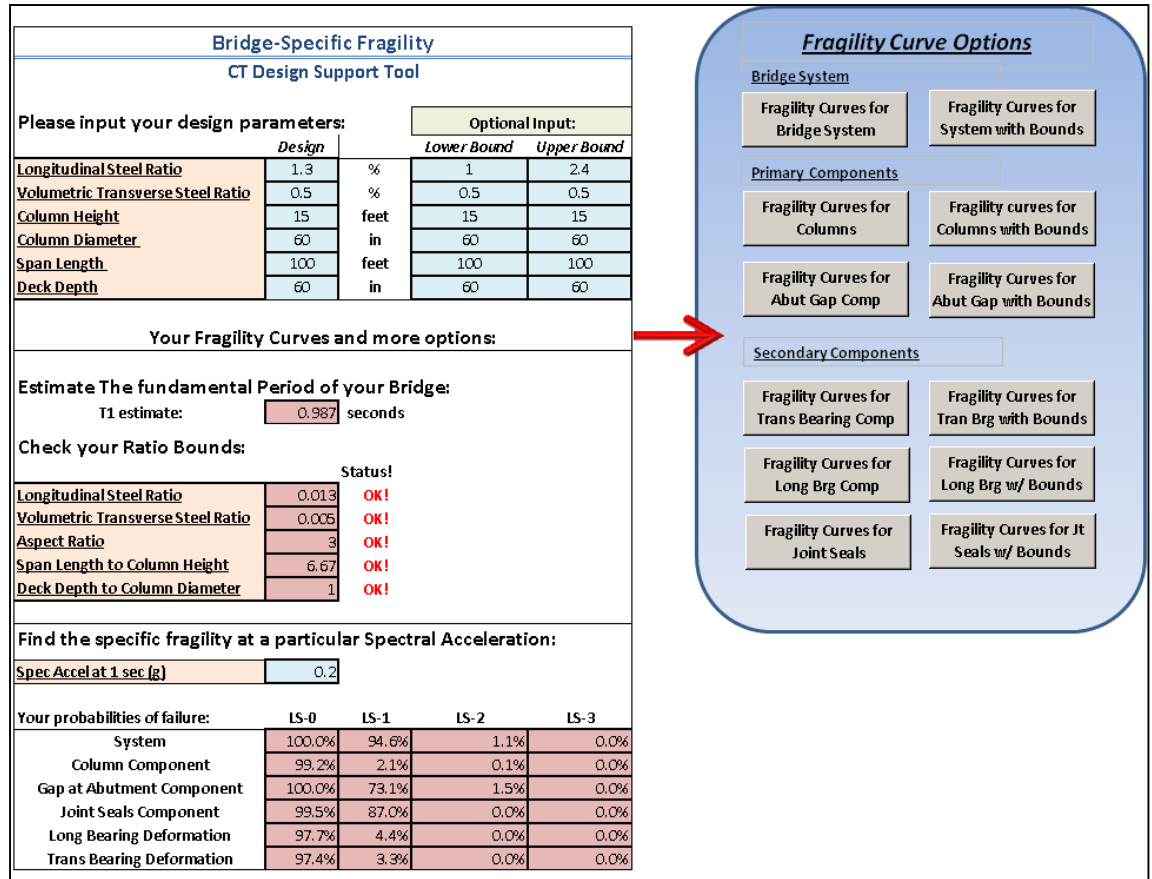 Bridge-Specific Fragility
CT Design Support Tool
Please input your design parameters: Optional Input:
Design Lower Bound Upper Bound
Longitudinal Steel Ratio 1.3 % 1 2.4
Volumetric Transverse Steel Ratio 0.5 % 0.5 0.5
Column Height 15 feet 15 15
Column Diameter 60 in 60 60
Span Length 100 feet 100 100
Deck Depth 60 in 60 60
Your Fragility Curves and more options:
Estimate The fundamental Period of your Bridge:
T1 estimate: 0.987 seconds
Check your Ratio Bounds:
Status!
Longitudinal Steel Ratio 0.013 OK!
Volumetric Transverse Steel Ratio 0.005 OK!
Aspect Ratio 3 OK!
Span Length to Column Height 6.67 OK!
Deck Depth to Column Diameter 1 OK!
Find the specific fragility at a particular Spectral Acceleration:
Spec Accel at 1 sec (g) 0.2
Your probabilities of failure: LS-0 LS-1 LS-2 LS-3
System 100.0% 94.6% 1.1% 0.0%
Column Component 99.2% 2.1% 0.1% 0.0%
Gap at Abutment Component 100.0% 73.1% 1.5% 0.0%
Joint Seals Component 99.5% 87.0% 0.0% 0.0%
Long Bearing Deformation 97.7% 4.4% 0.0% 0.0%
Trans Bearing Deformation 97.4% 3.3% 0.0% 0.0%
Fragility Curve Options
Bridge System
Fragility Curves for
Bridge System
Fragility Curves for
System with Bounds
Primary Components
Fragility Curves for
Columns
Fragility curves for
Columns with Bounds
Fragility Curves for
Abut Gap Comp
Fragility Curves for
Abut Gap with Bounds
Secondary Components
Fragility Curves for
Trans Bearing Comp
Fragility Curves for
Tran Brg with Bounds
Fragility Curves for
Long Brg Comp
Fragility Curves for
Long Brg w/ Bounds
Fragility Curves for
Joint Seals
Fragility Curves for Jt
Seals w/ Bounds